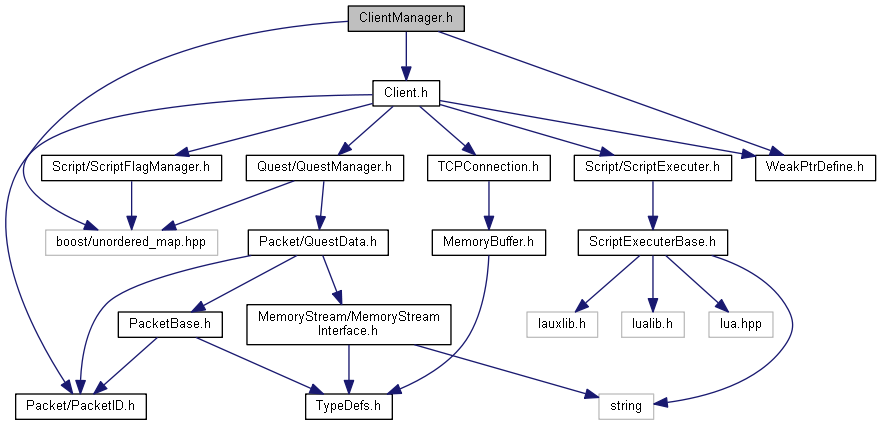 ClientManager.h
Client.h
Script/ScriptFlagManager.h
Quest/QuestManager.h
TCPConnection.h
Script/ScriptExecuter.h
WeakPtrDefine.h
boost/unordered_map.hpp
Packet/QuestData.h
MemoryBuffer.h
ScriptExecuterBase.h
PacketBase.h
MemoryStream/MemoryStream
Interface.h
lauxlib.h
lualib.h
lua.hpp
Packet/PacketID.h
TypeDefs.h
string